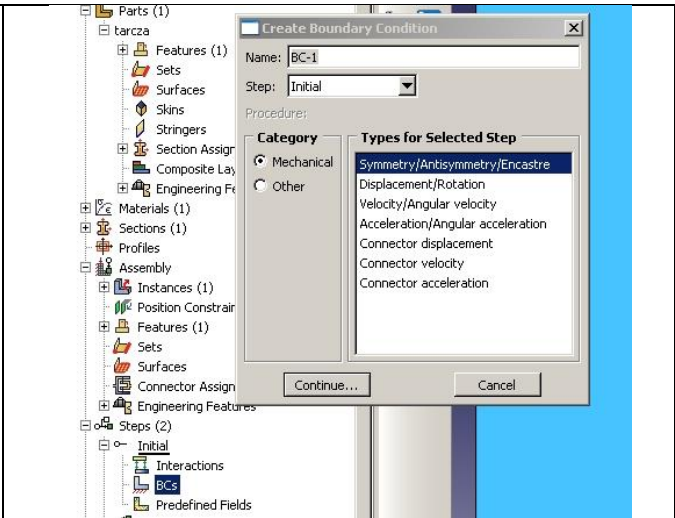 Parts (1)
tarcza
Features (1)
Sets
Surfaces
Skins
Stringers
Section Assign
Composite Lay
Engineering Fe
Materials (1)
Sections (1)
Profiles
Assembly
Instances (1)
Position Constrair
Features (1)
Sets
Surfaces
Connector Assign
Engineering Features
Steps (2)
Initial
Interactions
BCs
Predefined Fields
Create Boundary Condition
Name: BC-1
Step: Initial
Procedure:
Category
Mechanical
Other
Types for Selected Step
Symmetry/Antisymmetry/Encastre
Displacement/Rotation
Velocity/Angular velocity
Acceleration/Angular acceleration
Connector displacement
Connector velocity
Connector acceleration
Continue...
Cancel